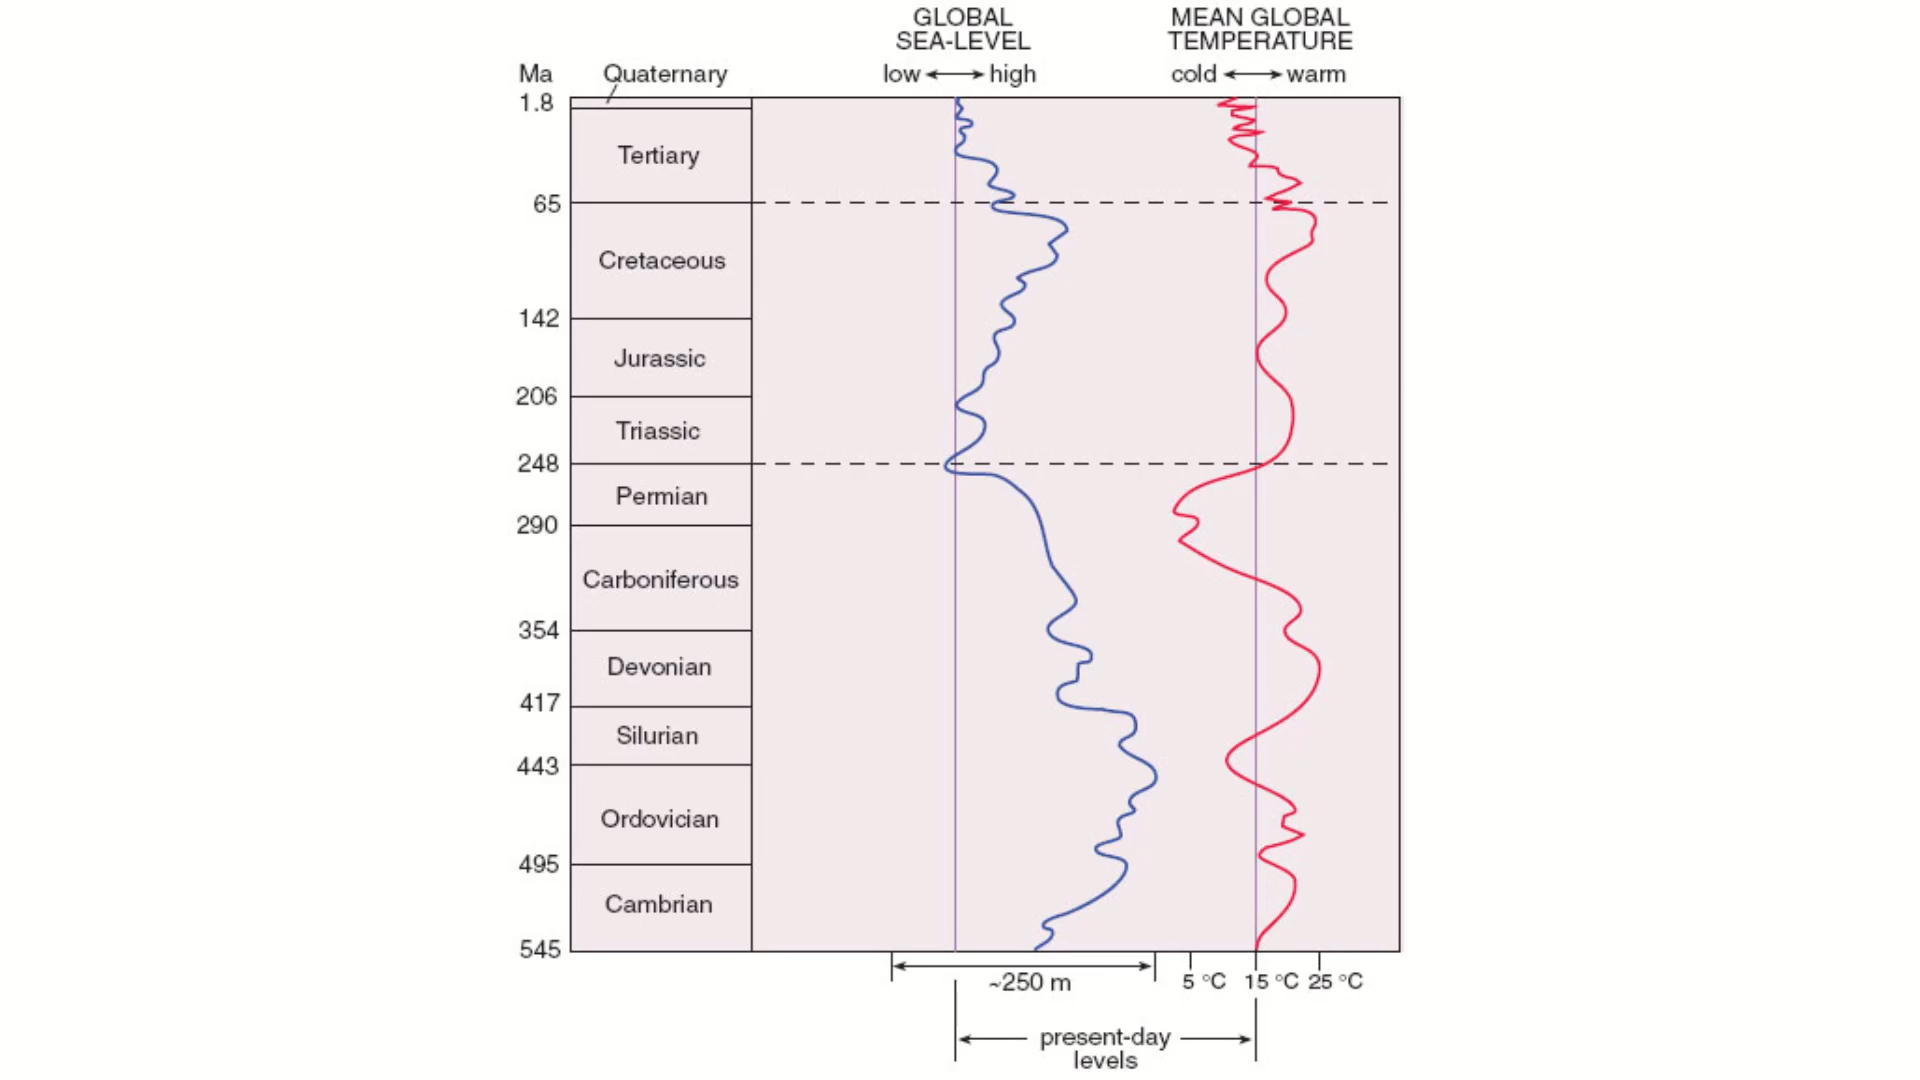 GLOBAL
SEA-LEVEL
low high
MEAN GLOBAL
TEMPERATURE
cold warm
Ma
Quaternary
1.8
Tertiary
65
Cretaceous
142
Jurassic
206
Triassic
248
Permian
290
Carboniferous
354
Devonian
417
Silurian
443
Ordovician
495
Cambrian
545
~250 m
5 °C 15 °C 25 °C
present-day
levels